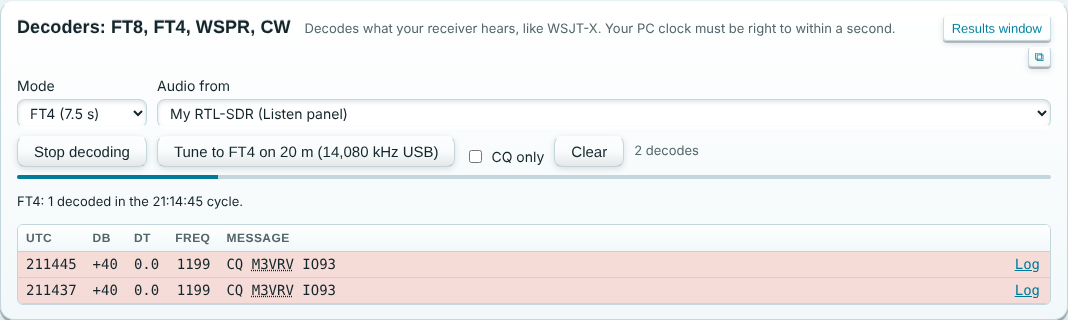 Decoders: FT8, FT4, WSPR, CW Decodes what your receiver hears, like WSJT-X. Your PC clock must be right to within a second. Results window
Mode Audio from
FT4 (7.5 s) My RTL-SDR (Listen panel)
Stop decoding Tune to FT4 on 20 m (14,080 kHz USB) CQ only Clear 2 decodes
FT4: 1 decoded in the 21:14:45 cycle.
UTC DB DT FREQ MESSAGE
211445 +40 0.0 1199 CQ M3VRV IO93 Log
211437 +40 0.0 1199 CQ M3VRV IO93 Log